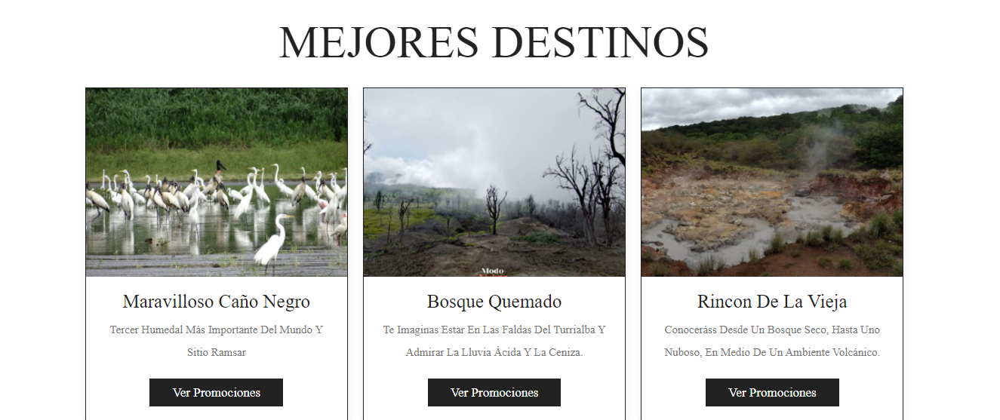 MEJORES DESTINOS
Modo
Maravilloso Caño Negro
Tercer Humedal Más Importante Del Mundo Y
Sitio Ramsar
Ver Promociones
Bosque Quemado
Te Imaginas Estar En Las Faldas Del Turrialba Y
Admirar La Lluvia Ácida Y La Ceniza.
Ver Promociones
Rincon De La Vieja
Conoceráss Desde Un Bosque Seco, Hasta Uno
Nuboso, En Medio De Un Ambiente Volcánico.
Ver Promociones